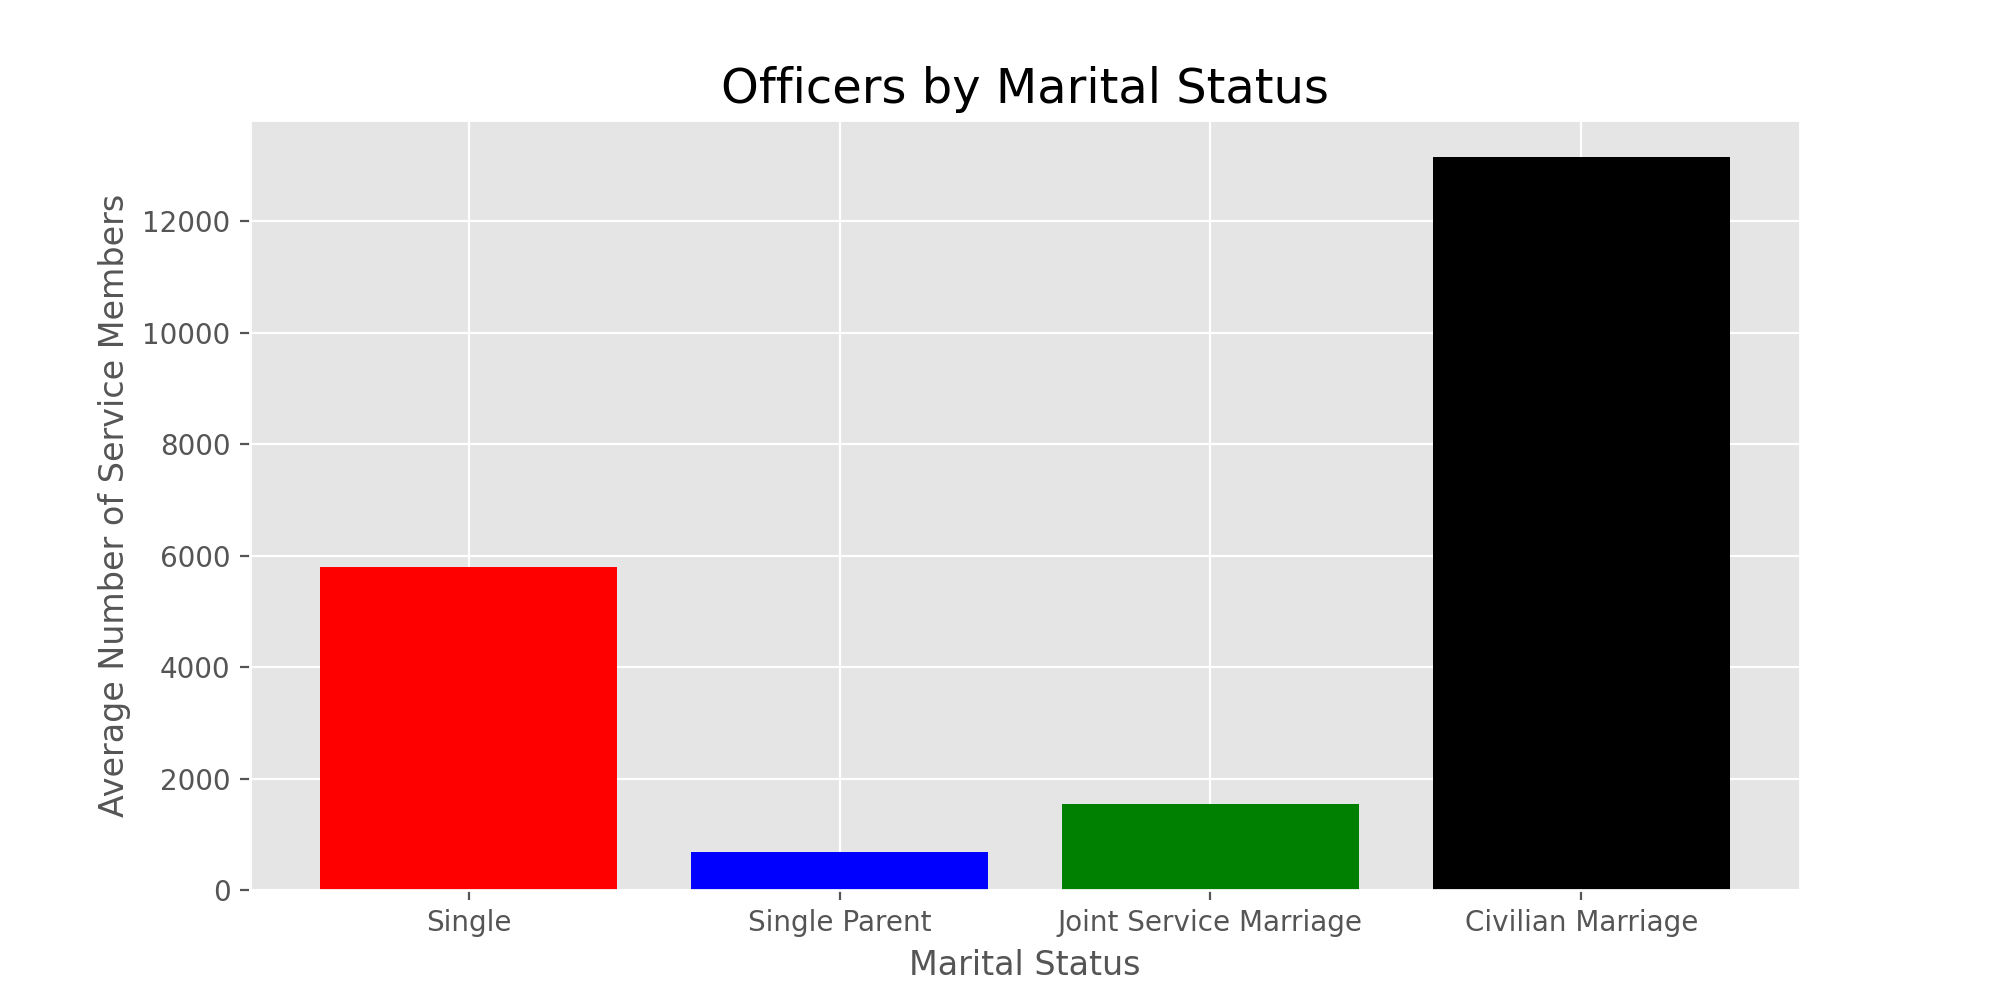 Officers by Marital Status
Average Number of Service Members
12000
10000
8000
6000
4000
2000
0
Single
Single Parent
Joint Service Marriage
Civilian Marriage
Marital Status